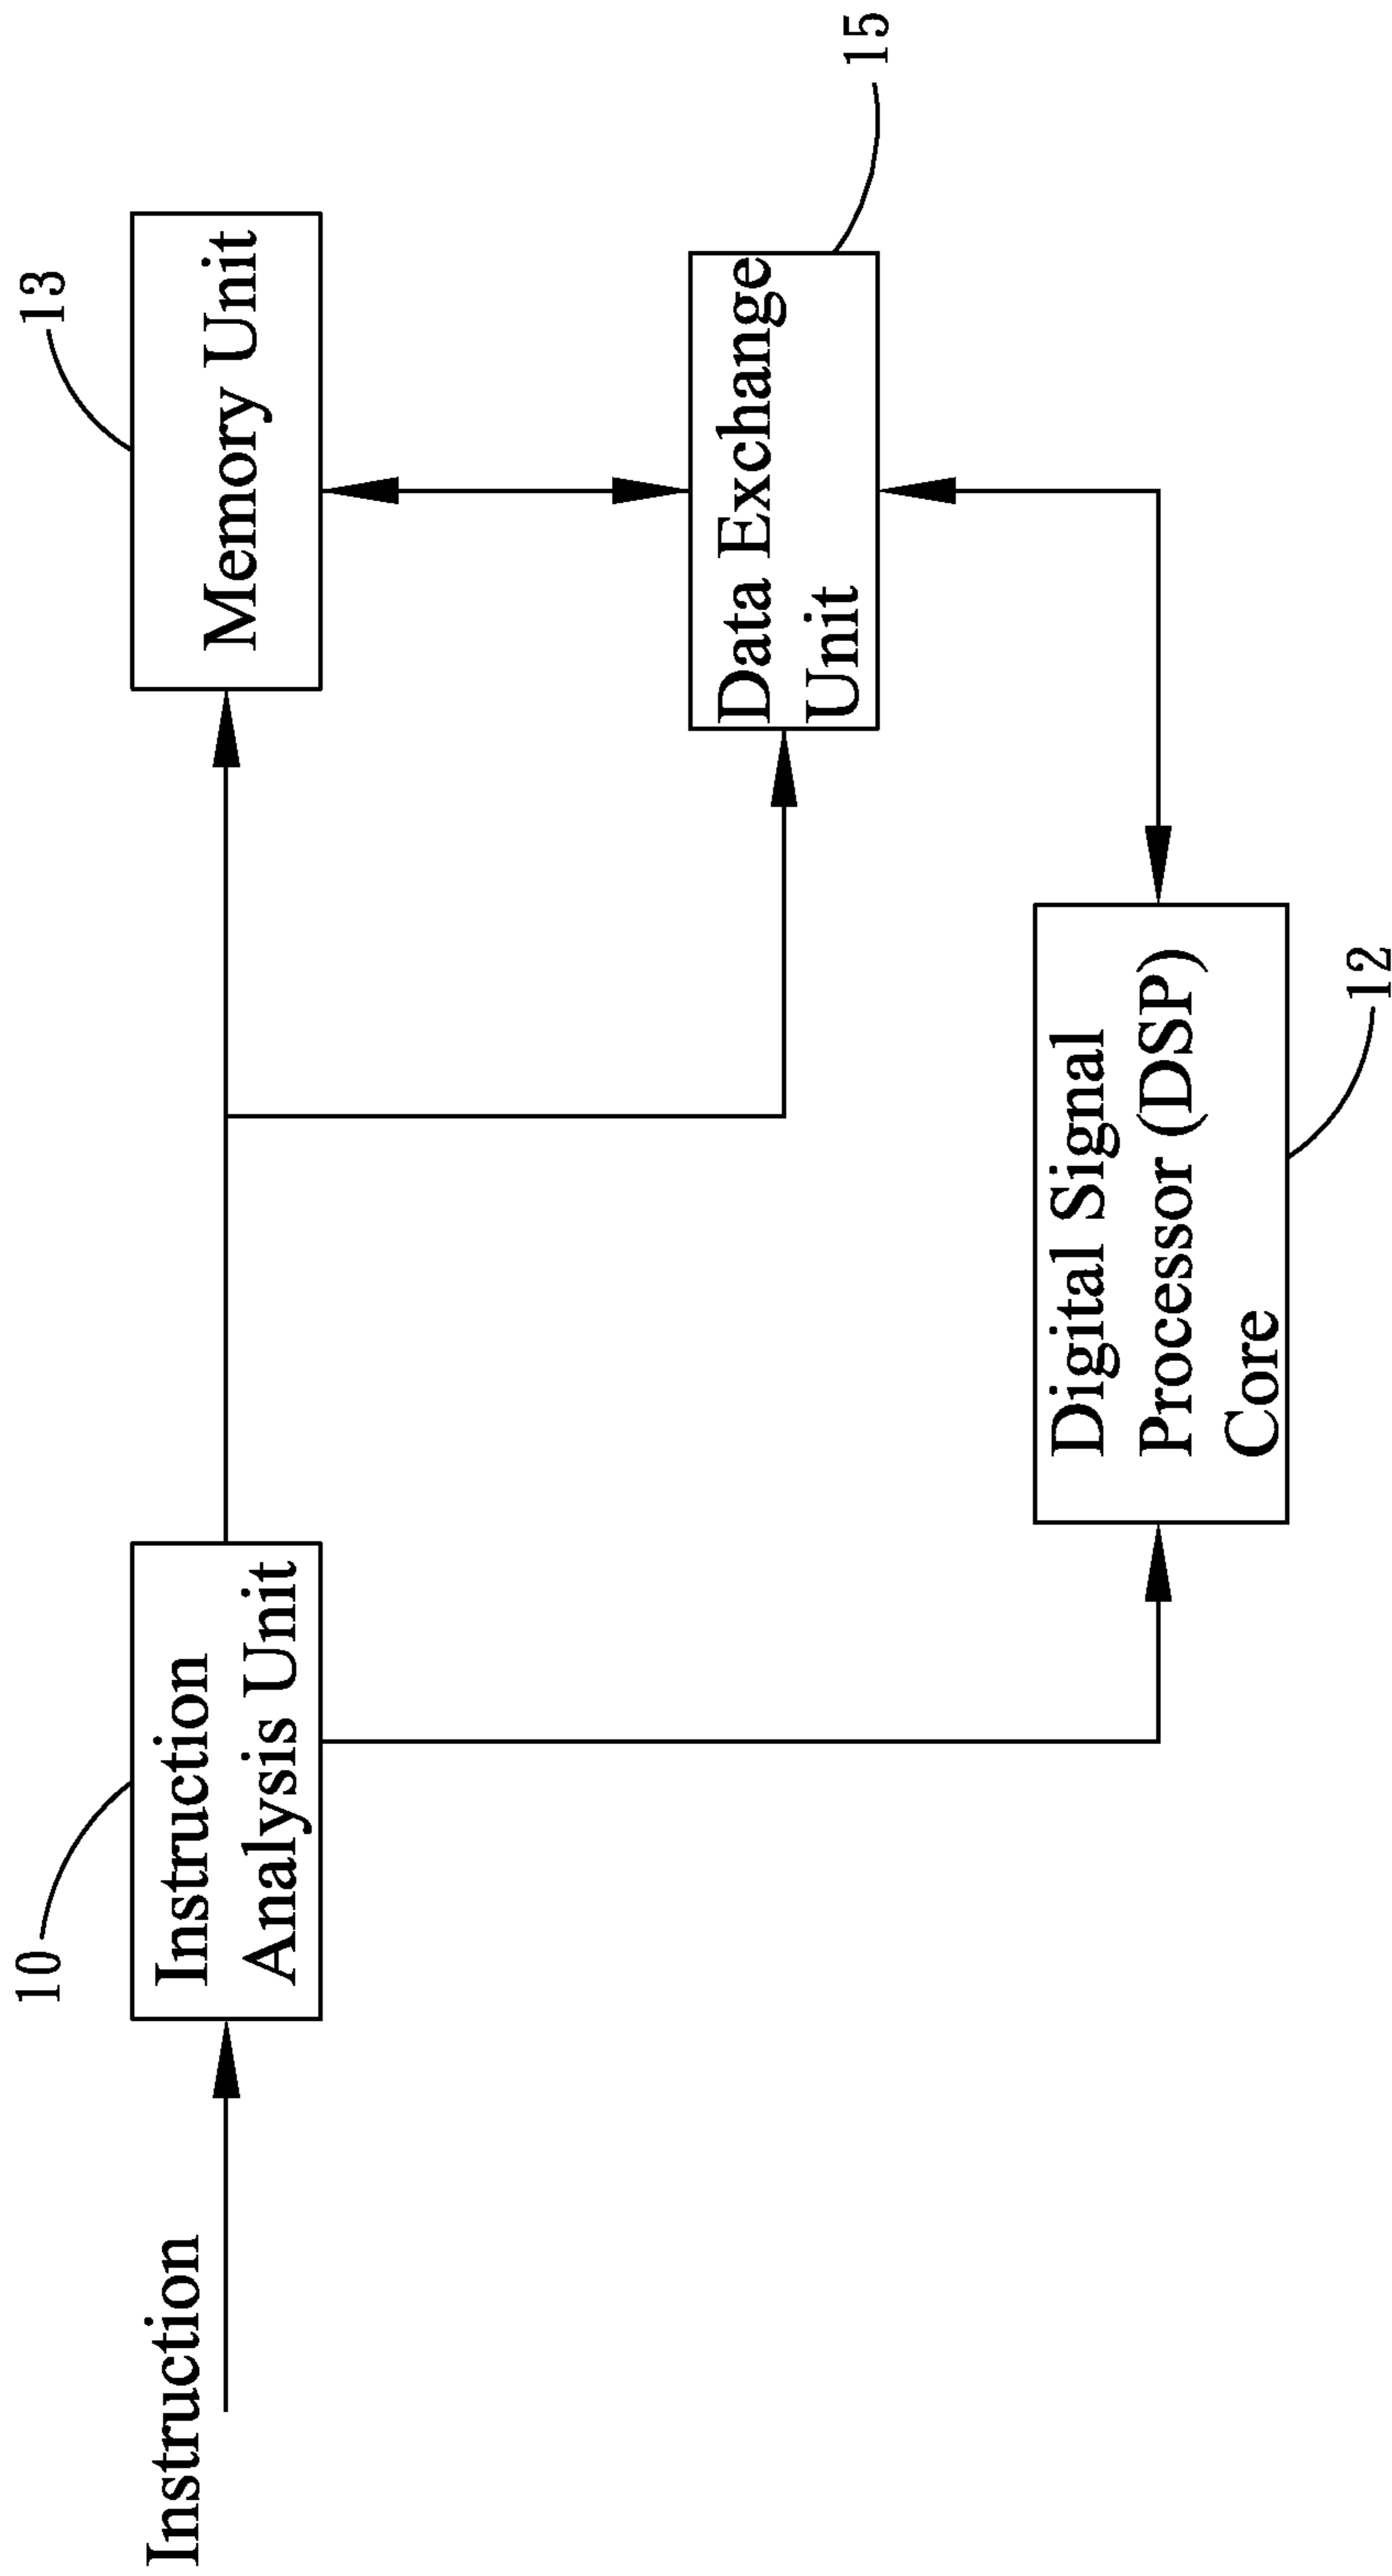 Instruction
10
Instruction
Analysis Unit
13
Memory Unit
15
Data Exchange
Unit
12
Digital Signal
Processor (DSP)
Core